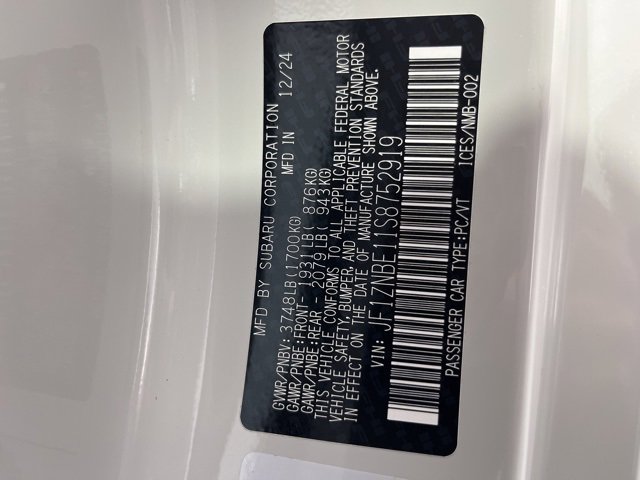 MFD BY SUBARU CORPORATION
MFD IN 12/24
GVWR/PNBV: 3748LB(1700KG)
GAWR/PNBE:FRONT- 1931LB( 876KG)
GAWR/PNBE:REAR - 2079LB( 943KG)
THIS VEHICLE CONFORMS TO ALL APPLICABLE FEDERAL MOTOR
VEHICLE SAFETY, BUMPER, AND THEFT PREVENTION STANDARDS
IN EFFECT ON THE DATE OF MANUFACTURE SHOWN ABOVE.
VIN: JF1ZNBE11S8752919
PASSENGER CAR TYPE:PC/VT ICES/NMB-002